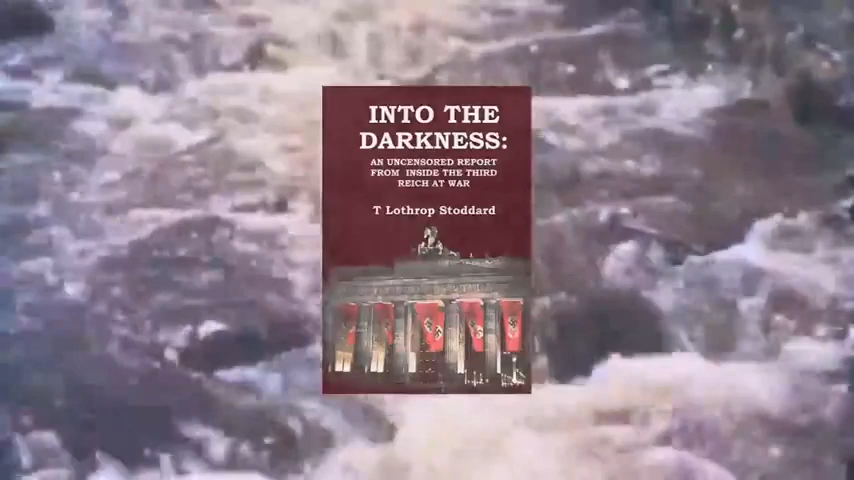 INTO THE
DARKNESS:
AN UNCENSORED REPORT
FROM INSIDE THE THIRD
REICH AT WAR
T Lothrop Stoddard